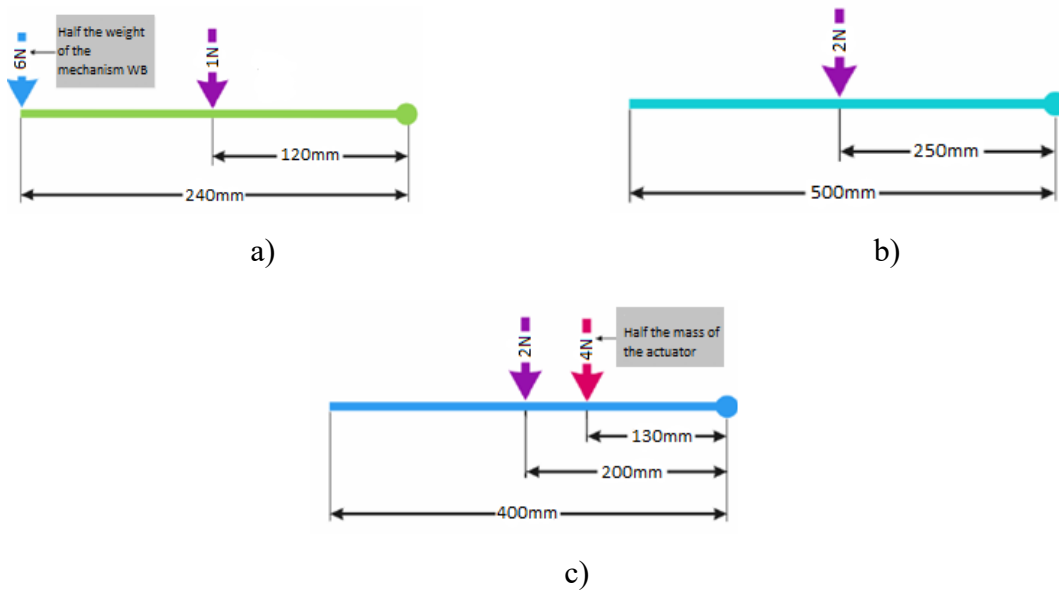 6N
Half the weight
of the
mechanism WB
1N
120mm
240mm
a)
2N
250mm
500mm
b)
2N
4N
Half the mass of
the actuator
130mm
200mm
400mm
c)